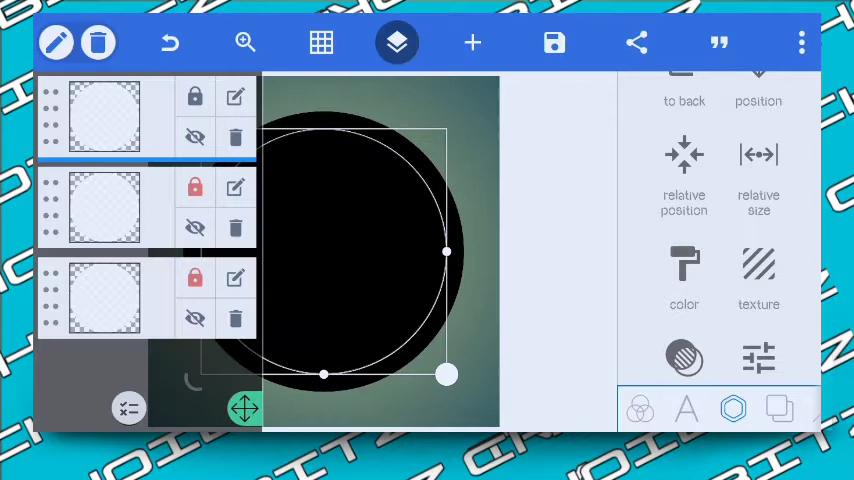 to back
position
relative
position
relative
size
color
texture